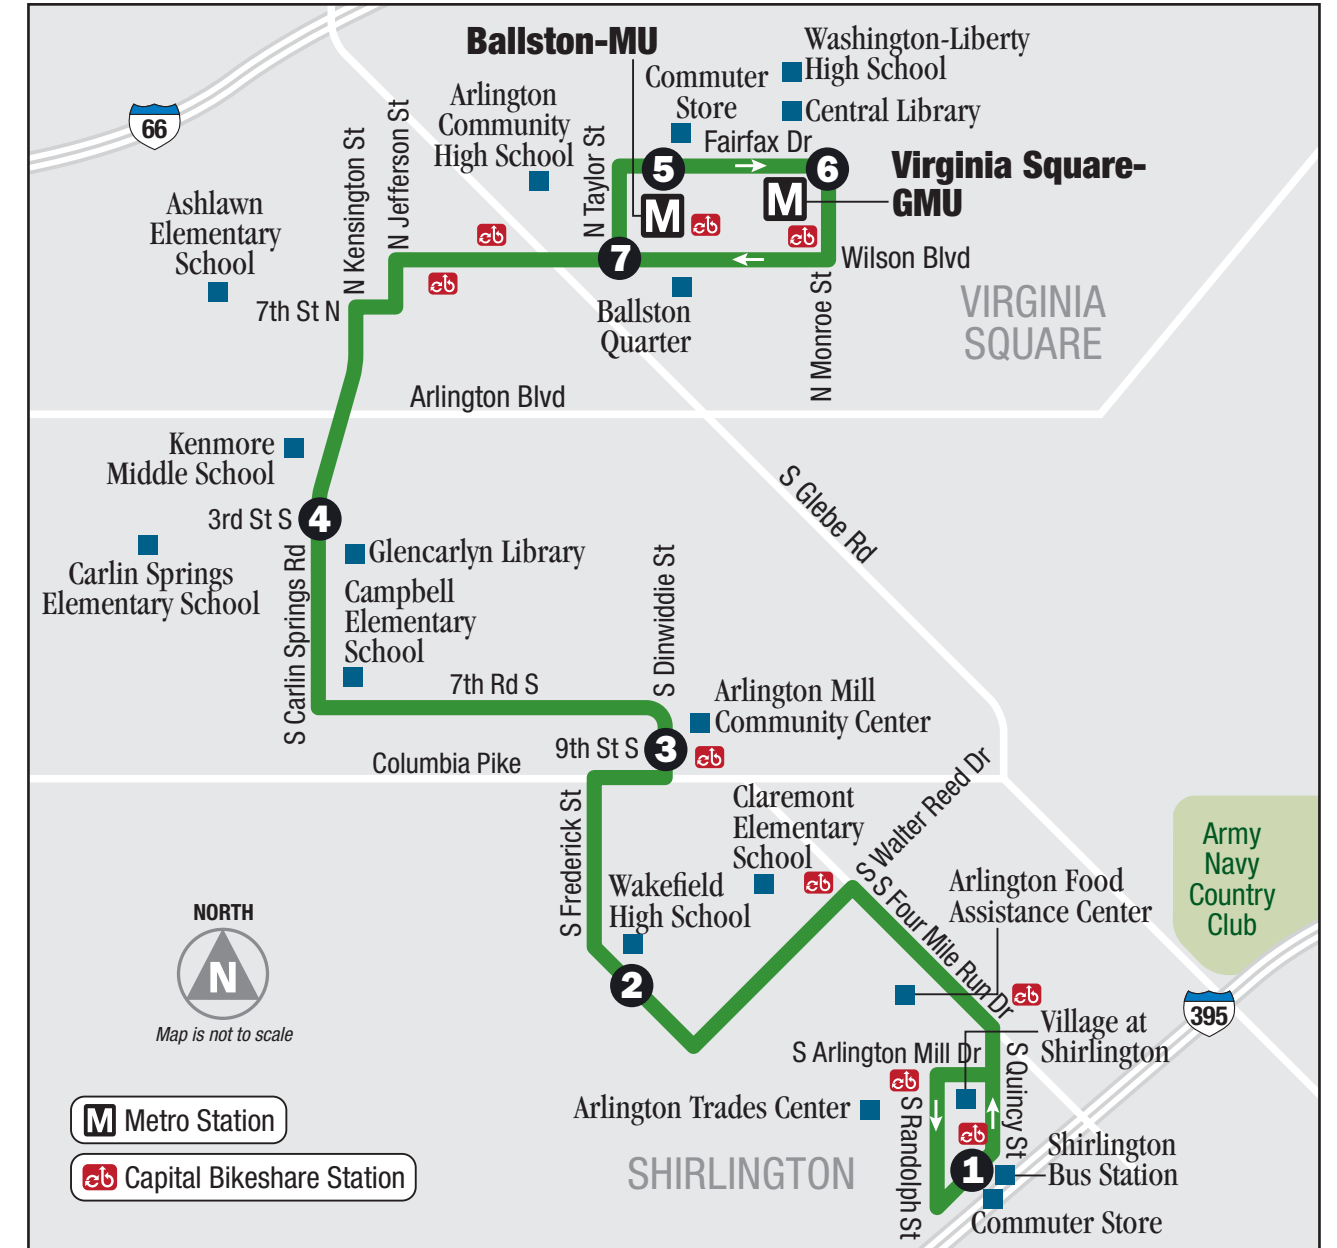 Ballston-MU
Washington-Liberty
High School
Commuter
Store
Central Library
Arlington
Community
High School
66
N Kensington St
N Jefferson St
N Taylor St
Fairfax Dr
5
6
Virginia Square-
GMU
M
M
Ashlawn
Elementary
School
7
Wilson Blvd
7th St N
Ballston
Quarter
N Monroe St
VIRGINIA
SQUARE
Arlington Blvd
Kenmore
Middle School
S Glebe Rd
3rd St S
4
Carlin Springs
Elementary School
Glencarlyn Library
S Carlin Springs Rd
Campbell
Elementary
School
S Dinwiddie St
7th Rd S
Arlington Mill
Community Center
9th St S
3
Columbia Pike
S Walter Reed Dr
Claremont
Elementary
School
S Frederick St
Wakefield
High School
2
S Four Mile Run Dr
Arlington Food
Assistance Center
Army
Navy
Country
Club
395
NORTH
N
Map is not to scale
Village at
Shirlington
S Arlington Mill Dr
S Quincy St
Arlington Trades Center
S Randolph St
M Metro Station
Capital Bikeshare Station
SHIRLINGTON
1
Shirlington
Bus Station
Commuter Store